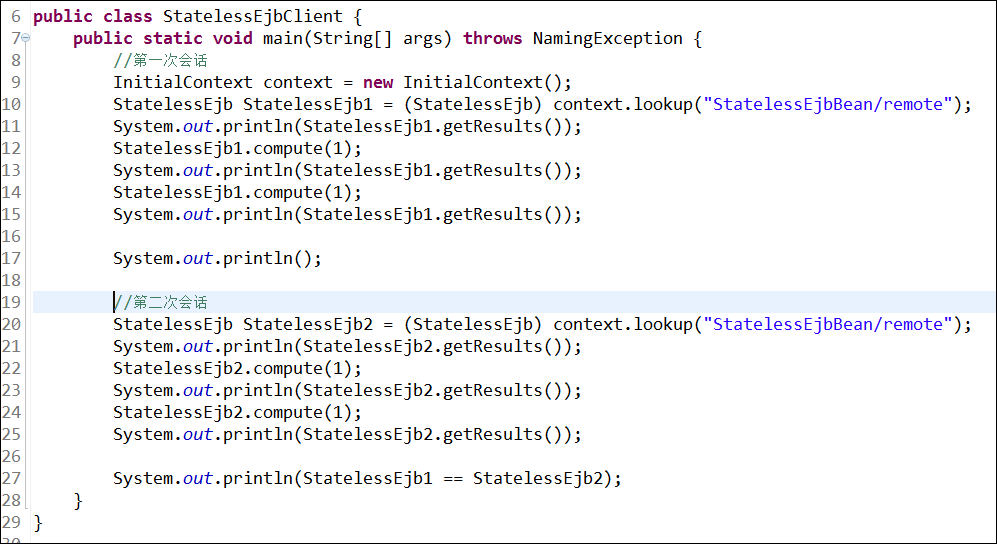 6 public class StatelessEjbClient {
7 public static void main(String[] args) throws NamingException {
8 //第一次会话
9 InitialContext context = new InitialContext();
10 StatelessEjb StatelessEjb1 = (StatelessEjb) context.lookup("StatelessEjbBean/remote");
11 System.out.println(StatelessEjb1.getResults());
12 StatelessEjb1.compute(1);
13 System.out.println(StatelessEjb1.getResults());
14 StatelessEjb1.compute(1);
15 System.out.println(StatelessEjb1.getResults());
16
17 System.out.println();
18
19 //第二次会话
20 StatelessEjb StatelessEjb2 = (StatelessEjb) context.lookup("StatelessEjbBean/remote");
21 System.out.println(StatelessEjb2.getResults());
22 StatelessEjb2.compute(1);
23 System.out.println(StatelessEjb2.getResults());
24 StatelessEjb2.compute(1);
25 System.out.println(StatelessEjb2.getResults());
26
27 System.out.println(StatelessEjb1 == StatelessEjb2);
28 }
29 }
30